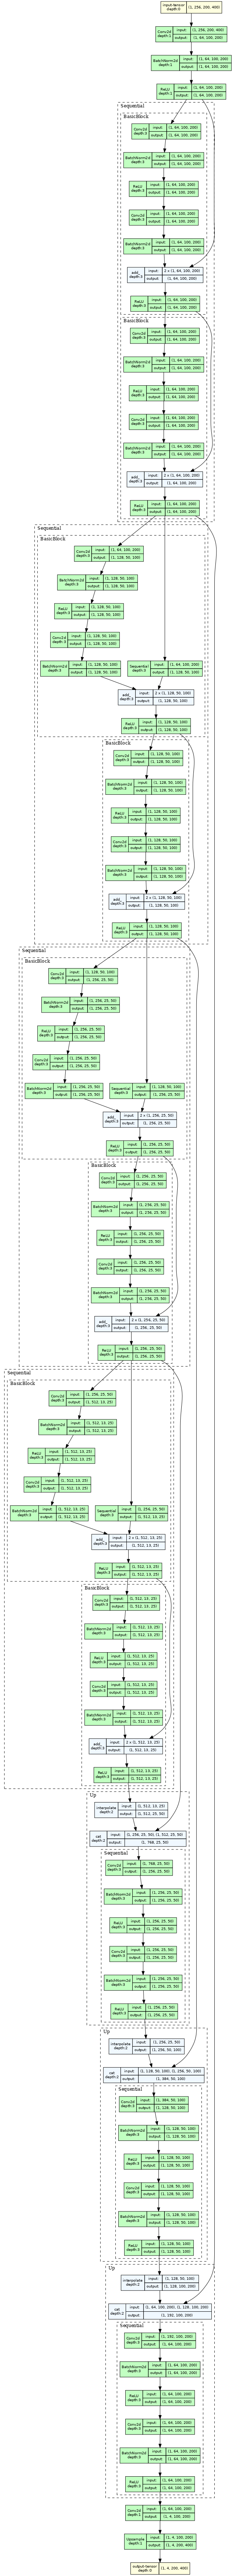 input-tensor
depth:0 (1, 256, 200, 400)
Conv2d input: (1, 256, 200, 400)
depth:1 output: (1, 64, 100, 200)
BatchNorm2d input: (1, 64, 100, 200)
depth:1 output: (1, 64, 100, 200)
ReLU input: (1, 64, 100, 200)
depth:1 output: (1, 64, 100, 200)
Sequential
BasicBlock
Conv2d input: (1, 64, 100, 200)
depth:3 output: (1, 64, 100, 200)
BatchNorm2d input: (1, 64, 100, 200)
depth:3 output: (1, 64, 100, 200)
ReLU input: (1, 64, 100, 200)
depth:3 output: (1, 64, 100, 200)
Conv2d input: (1, 64, 100, 200)
depth:3 output: (1, 64, 100, 200)
BatchNorm2d input: (1, 64, 100, 200)
depth:3 output: (1, 64, 100, 200)
add_ input: 2 x (1, 64, 100, 200)
depth:3 output: (1, 64, 100, 200)
ReLU input: (1, 64, 100, 200)
depth:3 output: (1, 64, 100, 200)
BasicBlock
Conv2d input: (1, 64, 100, 200)
depth:3 output: (1, 64, 100, 200)
BatchNorm2d input: (1, 64, 100, 200)
depth:3 output: (1, 64, 100, 200)
ReLU input: (1, 64, 100, 200)
depth:3 output: (1, 64, 100, 200)
Conv2d input: (1, 64, 100, 200)
depth:3 output: (1, 64, 100, 200)
BatchNorm2d input: (1, 64, 100, 200)
depth:3 output: (1, 64, 100, 200)
add_ input: 2 x (1, 64, 100, 200)
depth:3 output: (1, 64, 100, 200)
ReLU input: (1, 64, 100, 200)
depth:3 output: (1, 64, 100, 200)
Sequential
BasicBlock
Conv2d input: (1, 64, 100, 200)
depth:3 output: (1, 128, 50, 100)
BatchNorm2d input: (1, 128, 50, 100)
depth:3 output: (1, 128, 50, 100)
ReLU input: (1, 128, 50, 100)
depth:3 output: (1, 128, 50, 100)
Conv2d input: (1, 128, 50, 100)
depth:3 output: (1, 128, 50, 100)
BatchNorm2d input: (1, 128, 50, 100) Sequential input: (1, 64, 100, 200)
depth:3 output: (1, 128, 50, 100) depth:3 output: (1, 128, 50, 100)
add_ input: 2 x (1, 128, 50, 100)
depth:3 output: (1, 128, 50, 100)
ReLU input: (1, 128, 50, 100)
depth:3 output: (1, 128, 50, 100)
BasicBlock
Conv2d input: (1, 128, 50, 100)
depth:3 output: (1, 128, 50, 100)
BatchNorm2d input: (1, 128, 50, 100)
depth:3 output: (1, 128, 50, 100)
ReLU input: (1, 128, 50, 100)
depth:3 output: (1, 128, 50, 100)
Conv2d input: (1, 128, 50, 100)
depth:3 output: (1, 128, 50, 100)
BatchNorm2d input: (1, 128, 50, 100)
depth:3 output: (1, 128, 50, 100)
add_ input: 2 x (1, 128, 50, 100)
depth:3 output: (1, 128, 50, 100)
ReLU input: (1, 128, 50, 100)
depth:3 output: (1, 128, 50, 100)
Sequential
BasicBlock
Conv2d input: (1, 128, 50, 100)
depth:3 output: (1, 256, 25, 50)
BatchNorm2d input: (1, 256, 25, 50)
depth:3 output: (1, 256, 25, 50)
ReLU input: (1, 256, 25, 50)
depth:3 output: (1, 256, 25, 50)
Conv2d input: (1, 256, 25, 50)
depth:3 output: (1, 256, 25, 50)
BatchNorm2d input: (1, 256, 25, 50) Sequential input: (1, 128, 50, 100)
depth:3 output: (1, 256, 25, 50) depth:3 output: (1, 256, 25, 50)
add_ input: 2 x (1, 256, 25, 50)
depth:3 output: (1, 256, 25, 50)
ReLU input: (1, 256, 25, 50)
depth:3 output: (1, 256, 25, 50)
BasicBlock
Conv2d input: (1, 256, 25, 50)
depth:3 output: (1, 256, 25, 50)
BatchNorm2d input: (1, 256, 25, 50)
depth:3 output: (1, 256, 25, 50)
ReLU input: (1, 256, 25, 50)
depth:3 output: (1, 256, 25, 50)
Conv2d input: (1, 256, 25, 50)
depth:3 output: (1, 256, 25, 50)
BatchNorm2d input: (1, 256, 25, 50)
depth:3 output: (1, 256, 25, 50)
add_ input: 2 x (1, 256, 25, 50)
depth:3 output: (1, 256, 25, 50)
ReLU input: (1, 256, 25, 50)
depth:3 output: (1, 256, 25, 50)
Sequential
BasicBlock
Conv2d input: (1, 256, 25, 50)
depth:3 output: (1, 512, 13, 25)
BatchNorm2d input: (1, 512, 13, 25)
depth:3 output: (1, 512, 13, 25)
ReLU input: (1, 512, 13, 25)
depth:3 output: (1, 512, 13, 25)
Conv2d input: (1, 512, 13, 25)
depth:3 output: (1, 512, 13, 25)
BatchNorm2d input: (1, 512, 13, 25) Sequential input: (1, 256, 25, 50)
depth:3 output: (1, 512, 13, 25) depth:3 output: (1, 512, 13, 25)
add_ input: 2 x (1, 512, 13, 25)
depth:3 output: (1, 512, 13, 25)
ReLU input: (1, 512, 13, 25)
depth:3 output: (1, 512, 13, 25)
BasicBlock
Conv2d input: (1, 512, 13, 25)
depth:3 output: (1, 512, 13, 25)
BatchNorm2d input: (1, 512, 13, 25)
depth:3 output: (1, 512, 13, 25)
ReLU input: (1, 512, 13, 25)
depth:3 output: (1, 512, 13, 25)
Conv2d input: (1, 512, 13, 25)
depth:3 output: (1, 512, 13, 25)
BatchNorm2d input: (1, 512, 13, 25)
depth:3 output: (1, 512, 13, 25)
add_ input: 2 x (1, 512, 13, 25)
depth:3 output: (1, 512, 13, 25)
ReLU input: (1, 512, 13, 25)
depth:3 output: (1, 512, 13, 25)
Up
interpolate input: (1, 512, 13, 25)
depth:2 output: (1, 512, 25, 50)
cat input: (1, 256, 25, 50), (1, 512, 25, 50)
depth:2 output: (1, 768, 25, 50)
Sequential
Conv2d input: (1, 768, 25, 50)
depth:3 output: (1, 256, 25, 50)
BatchNorm2d input: (1, 256, 25, 50)
depth:3 output: (1, 256, 25, 50)
ReLU input: (1, 256, 25, 50)
depth:3 output: (1, 256, 25, 50)
Conv2d input: (1, 256, 25, 50)
depth:3 output: (1, 256, 25, 50)
BatchNorm2d input: (1, 256, 25, 50)
depth:3 output: (1, 256, 25, 50)
ReLU input: (1, 256, 25, 50)
depth:3 output: (1, 256, 25, 50)
Up
interpolate input: (1, 256, 25, 50)
depth:2 output: (1, 256, 50, 100)
cat input: (1, 128, 50, 100), (1, 256, 50, 100)
depth:2 output: (1, 384, 50, 100)
Sequential
Conv2d input: (1, 384, 50, 100)
depth:3 output: (1, 128, 50, 100)
BatchNorm2d input: (1, 128, 50, 100)
depth:3 output: (1, 128, 50, 100)
ReLU input: (1, 128, 50, 100)
depth:3 output: (1, 128, 50, 100)
Conv2d input: (1, 128, 50, 100)
depth:3 output: (1, 128, 50, 100)
BatchNorm2d input: (1, 128, 50, 100)
depth:3 output: (1, 128, 50, 100)
ReLU input: (1, 128, 50, 100)
depth:3 output: (1, 128, 50, 100)
Up
interpolate input: (1, 128, 50, 100)
depth:2 output: (1, 128, 100, 200)
cat input: (1, 64, 100, 200), (1, 128, 100, 200)
depth:2 output: (1, 192, 100, 200)
Sequential
Conv2d input: (1, 192, 100, 200)
depth:3 output: (1, 64, 100, 200)
BatchNorm2d input: (1, 64, 100, 200)
depth:3 output: (1, 64, 100, 200)
ReLU input: (1, 64, 100, 200)
depth:3 output: (1, 64, 100, 200)
Conv2d input: (1, 64, 100, 200)
depth:3 output: (1, 64, 100, 200)
BatchNorm2d input: (1, 64, 100, 200)
depth:3 output: (1, 64, 100, 200)
ReLU input: (1, 64, 100, 200)
depth:3 output: (1, 64, 100, 200)
Conv2d input: (1, 64, 100, 200)
depth:1 output: (1, 4, 100, 200)
Upsample input: (1, 4, 100, 200)
depth:1 output: (1, 4, 200, 400)
output-tensor
depth:0 (1, 4, 200, 400)